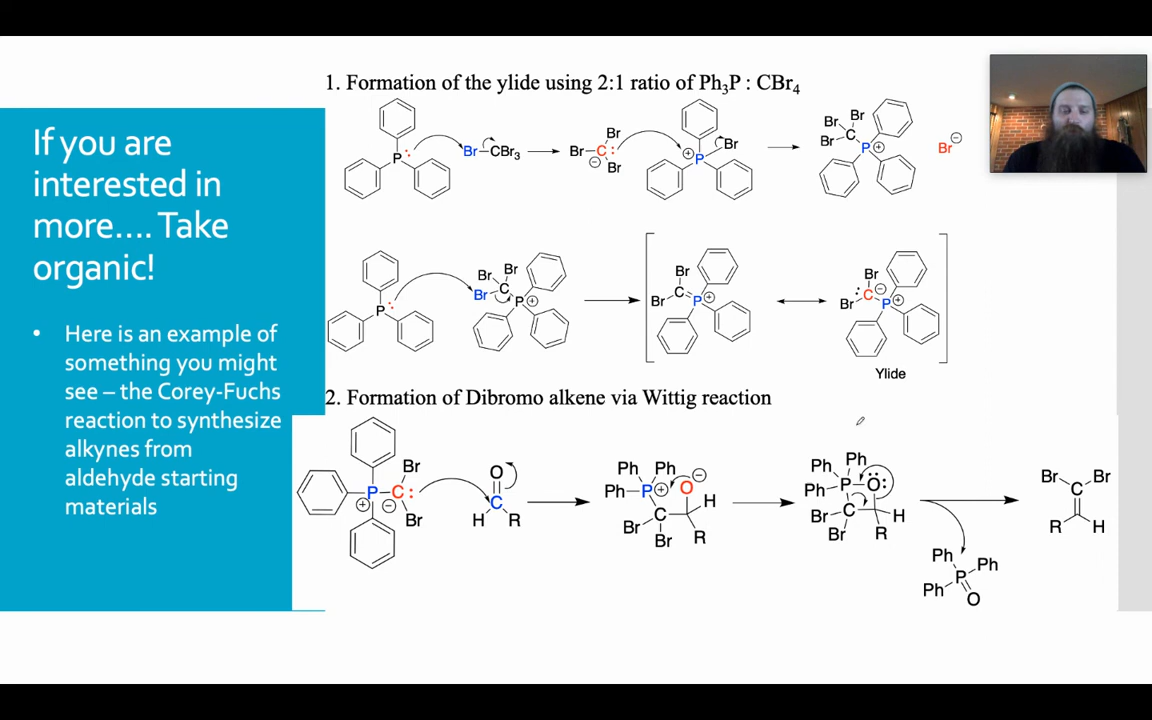 If you are
interested in
more…. Take
organic!
• Here is an example of
something you might
see – the Corey-Fuchs
reaction to synthesize
alkynes from
aldehyde starting
materials
1. Formation of the ylide using 2:1 ratio of Ph₃P : CBr₄
P: Br CBr₃ Br C: Br Br P Br Br Br Br C P Br
P: Br Br Br C P Br Br C P Br Br C P
Ylide
2. Formation of Dibromo alkene via Wittig reaction
P C: Br Br O C H R
Ph Ph Ph P O H C Br Br R
Ph Ph Ph P O Br C H Br R
Br Br C R H
Ph Ph Ph P O